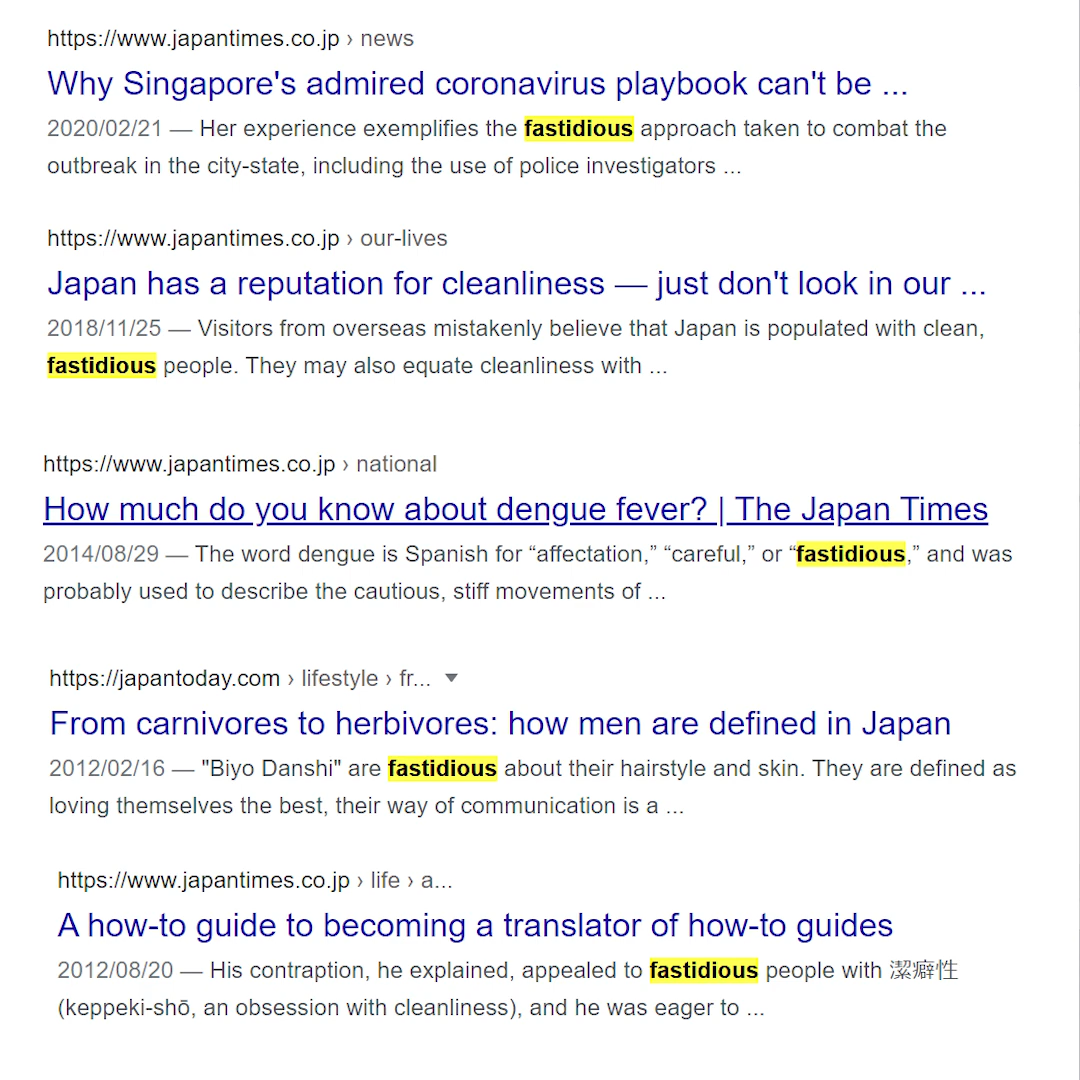 https://www.japantimes.co.jp › news
Why Singapore's admired coronavirus playbook can't be ...
2020/02/21 — Her experience exemplifies the fastidious approach taken to combat the
outbreak in the city-state, including the use of police investigators ...
https://www.japantimes.co.jp › our-lives
Japan has a reputation for cleanliness — just don't look in our ...
2018/11/25 — Visitors from overseas mistakenly believe that Japan is populated with clean,
fastidious people. They may also equate cleanliness with ...
https://www.japantimes.co.jp › national
How much do you know about dengue fever? | The Japan Times
2014/08/29 — The word dengue is Spanish for “affectation,” “careful,” or “fastidious,” and was
probably used to describe the cautious, stiff movements of ...
https://japantoday.com › lifestyle › fr... ▼
From carnivores to herbivores: how men are defined in Japan
2012/02/16 — "Biyo Danshi" are fastidious about their hairstyle and skin. They are defined as
loving themselves the best, their way of communication is a ...
https://www.japantimes.co.jp › life › a...
A how-to guide to becoming a translator of how-to guides
2012/08/20 — His contraption, he explained, appealed to fastidious people with 潔癖性
(keppeki-shō, an obsession with cleanliness), and he was eager to ...